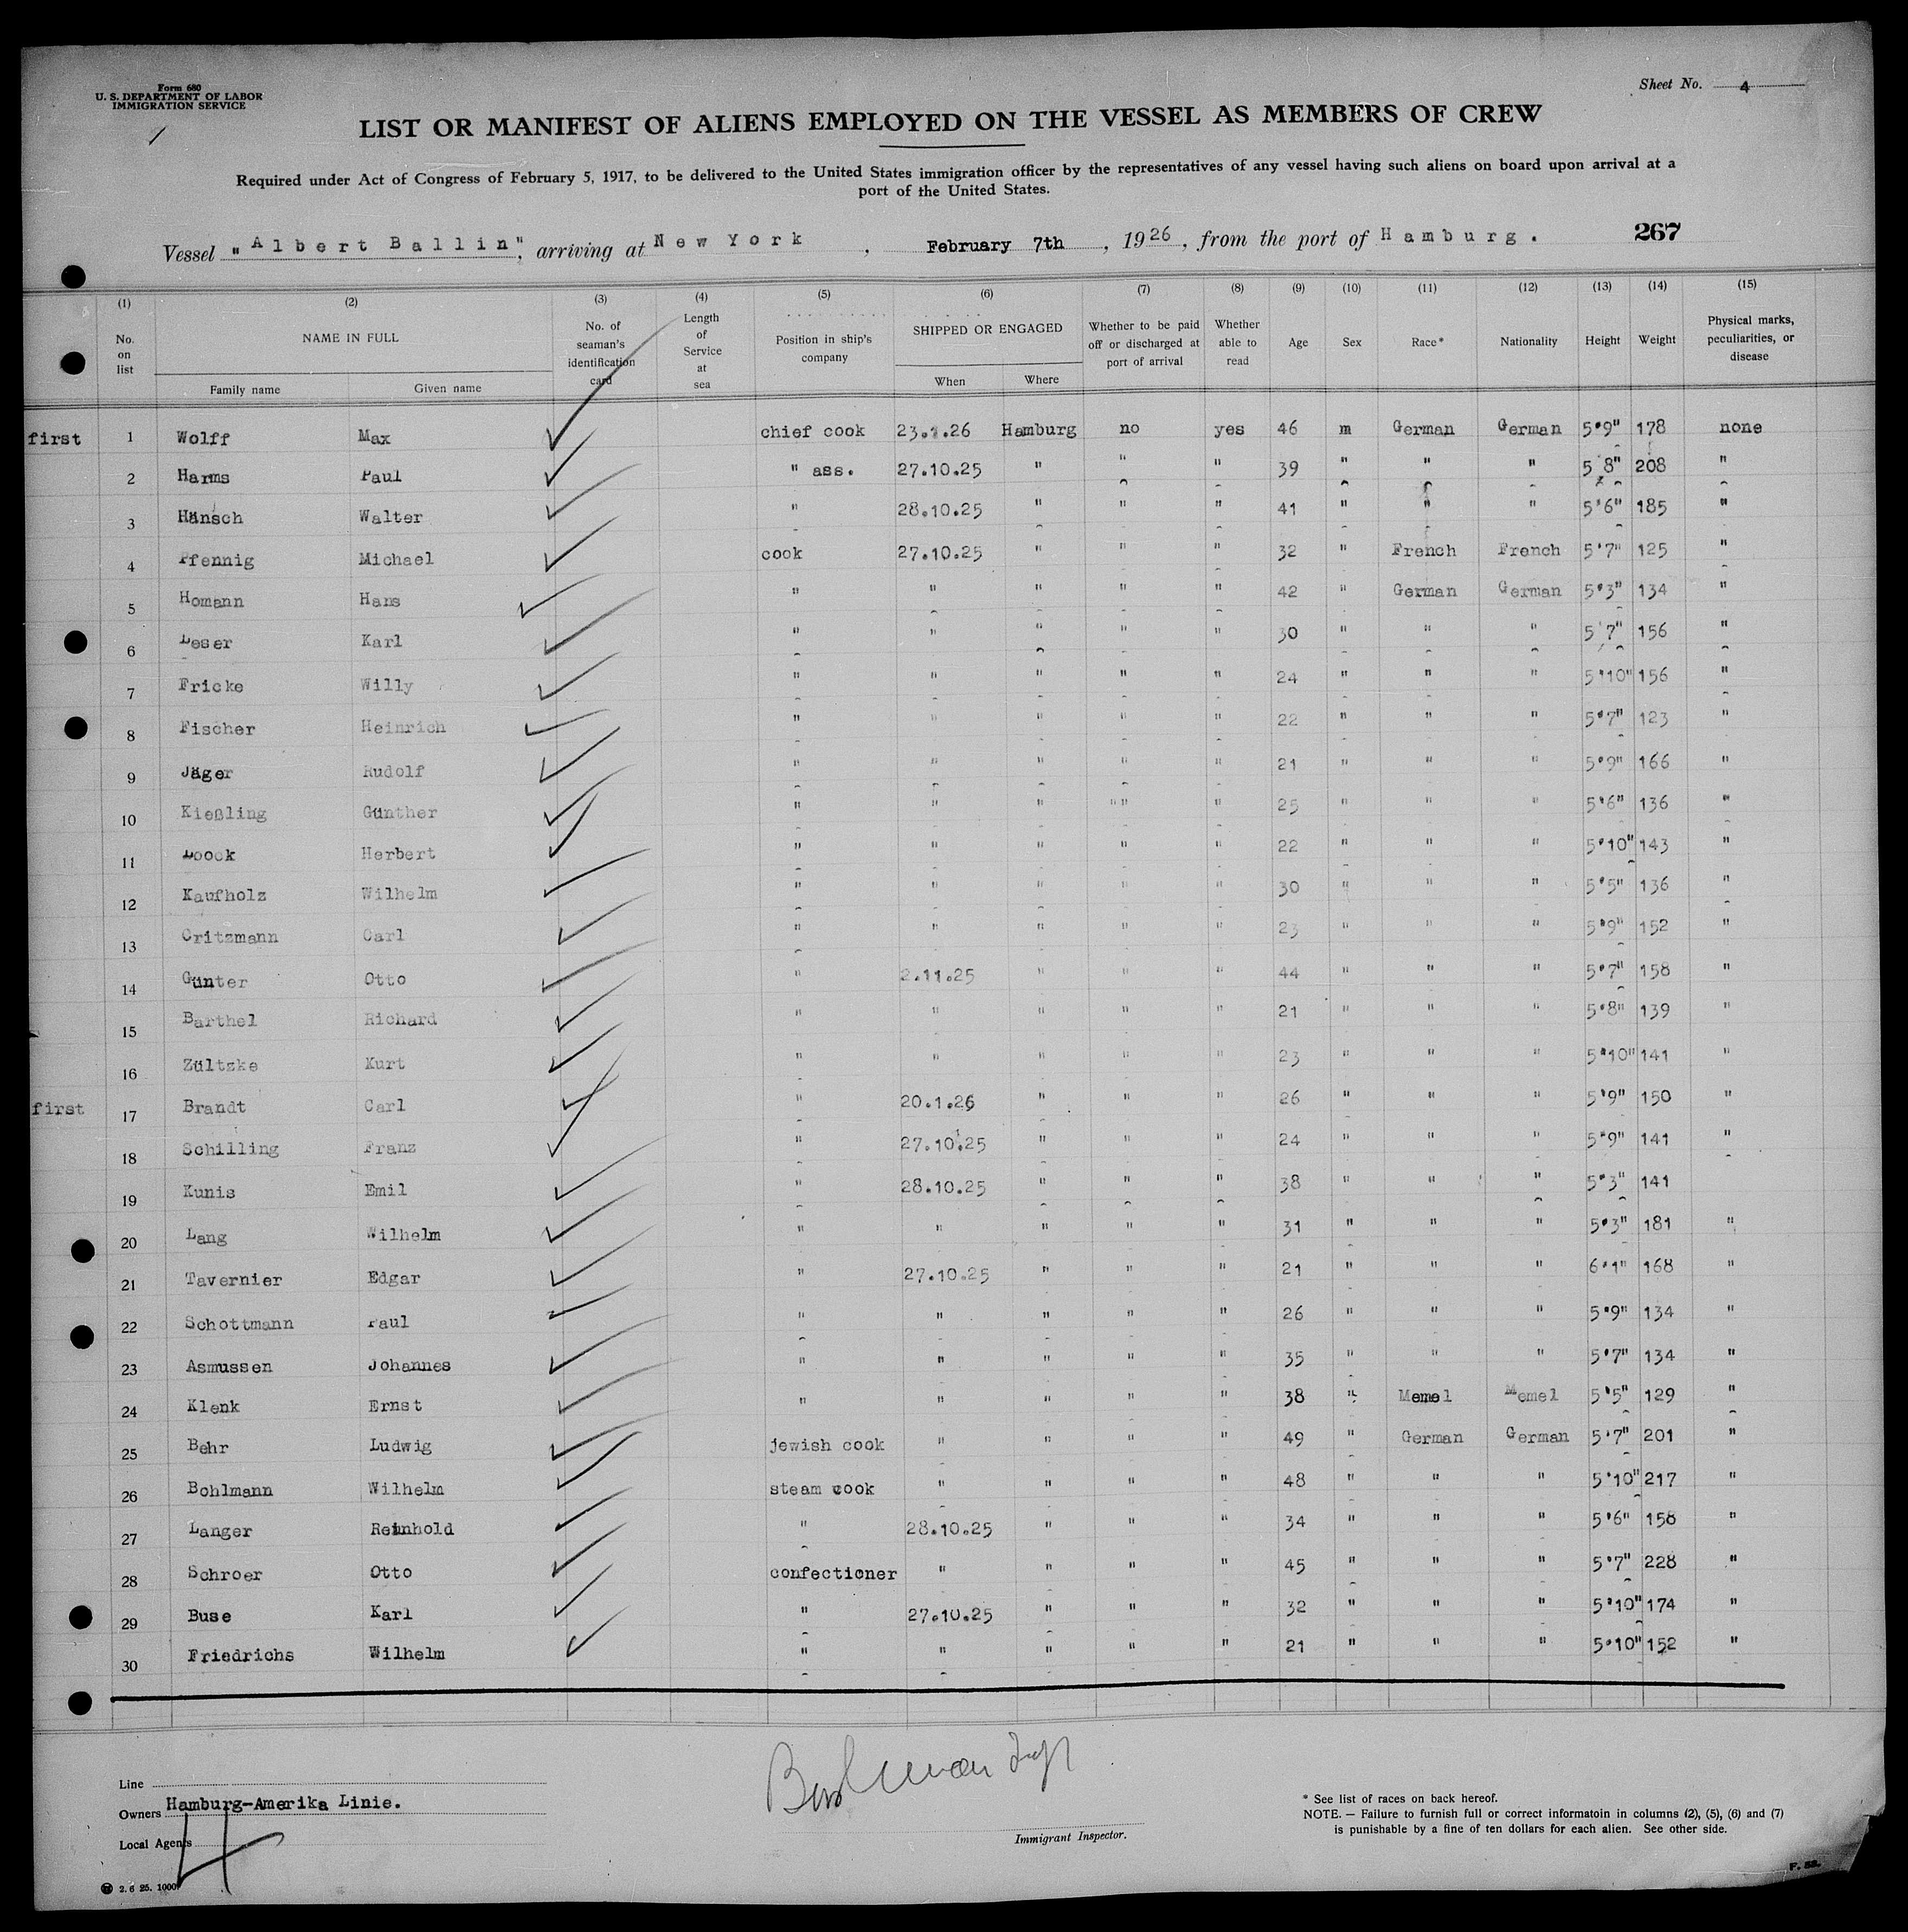 Form 680
U. S. DEPARTMENT OF LABOR
IMMIGRATION SERVICE
Sheet No. 4
LIST OR MANIFEST OF ALIENS EMPLOYED ON THE VESSEL AS MEMBERS OF CREW
Required under Act of Congress of February 5, 1917, to be delivered to the United States immigration officer by the representatives of any vessel having such aliens on board upon arrival at a
port of the United States.
Vessel "Albert Ballin", arriving at New York, February 7th, 1926, from the port of Hamburg. 267
(1) (2) (3) (4) (5) (6) (7) (8) (9) (10) (11) (12) (13) (14) (15)
No. on list NAME IN FULL Family name Given name No. of seaman's identification card Length of Service at sea Position in ship's company SHIPPED OR ENGAGED When Where Whether to be paid off or discharged at port of arrival Whether able to read Age Sex Race* Nationality Height Weight Physical marks, peculiarities, or disease
first 1 Wolff Max chief cook 23.1.26 Hamburg no yes 46 m German German 5'9" 178 none
2 Harms Paul " ass. 27.10.25 " " " 39 " " " 5'8" 208 "
3 Hänsch Walter " 28.10.25 " " " 41 " " " 5'6" 185 "
4 Pfennig Michael cook 27.10.25 " " " 32 " French French 5'7" 125 "
5 Homann Hans " " " " " 42 " German German 5'3" 134 "
6 Leser Karl " " " " " 30 " " " 5'7" 156 "
7 Fricke Willy " " " " " 24 " " " 5'10" 156 "
8 Fischer Heinrich " " " " " 22 " " " 5'7" 123 "
9 Jäger Rudolf " " " " " 21 " " " 5'9" 166 "
10 Kießling Günther " " " "" " 25 " " " 5'6" 136 "
11 Loock Herbert " " " " " 22 " " " 5'10" 143 "
12 Kaufholz Wilhelm " " " " " 30 " " " 5'5" 136 "
13 Critzmann Carl " " " " " 23 " " " 5'9" 152 "
14 Günter Otto " 2.11.25 " " " 44 " " " 5'7" 158 "
15 Barthel Richard " " " " " 21 " " " 5'8" 139 "
16 Zültzke Kurt " " " " " 23 " " " 5'10" 141 "
first 17 Brandt Carl " 20.1.26 " " " 26 " " " 5'9" 150 "
18 Schilling Franz " 27.10.25 " " " 24 " " " 5'9" 141 "
19 Kunis Emil " 28.10.25 " " " 38 " " " 5'3" 141
20 Lang Wilhelm " " " " " 31 " " " 5'3" 181 "
21 Tavernier Edgar " 27.10.25 " " " 21 " " " 6'1" 168 "
22 Schottmann Paul " " " " " 26 " " " 5'9" 134 "
23 Asmussen Johannes " " " " " 35 " " " 5'7" 134 "
24 Klenk Ernst " " " " " 38 " Memel Memel 5'5" 129 "
25 Behr Ludwig jewish cook " " " " 49 " German German 5'7" 201 "
26 Bohlmann Wilhelm steam cook " " " " 48 " " " 5'10" 217 "
27 Langer Reinhold " 28.10.25 " " " 34 " " " 5'6" 158 "
28 Schroer Otto confectioner " " " " 45 " " " 5'7" 228 "
29 Buse Karl " 27.10.25 " " " 32 " " " 5'10" 174 "
30 Friedrichs Wilhelm " " " " " 21 " " " 5'10" 152 "
Line
Owners Hamburg-Amerika Linie.
Local Agents
4
Immigrant Inspector.
* See list of races on back hereof.
NOTE. — Failure to furnish full or correct informatoin in columns (2), (5), (6) and (7)
is punishable by a fine of ten dollars for each alien. See other side.
2. 6 25. 1000